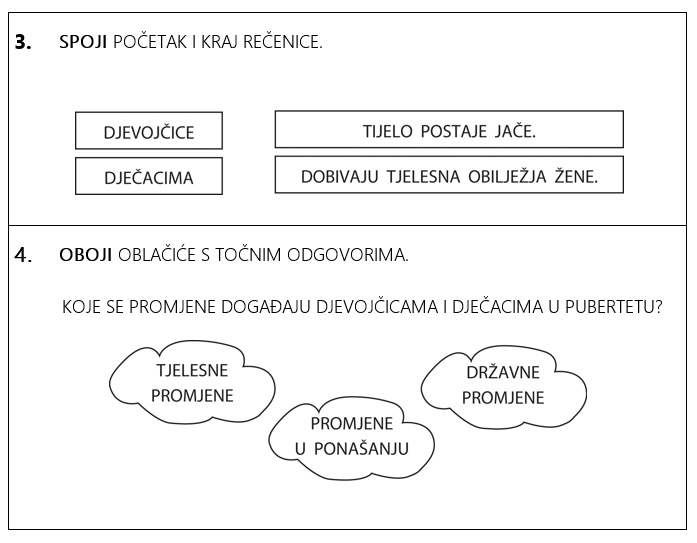 3. SPOJI POČETAK I KRAJ REČENICE.
DJEVOJČICE
TIJELO POSTAJE JAČE.
DJEČACIMA
DOBIVAJU TJELESNA OBILJEŽJA ŽENE.
4. OBOJI OBLAČIĆE S TOČNIM ODGOVORIMA.
KOJE SE PROMJENE DOGAĐAJU DJEVOJČICAMA I DJEČACIMA U PUBERTETU?
TJELESNE
PROMJENE
PROMJENE
U PONAŠANJU
DRŽAVNE
PROMJENE